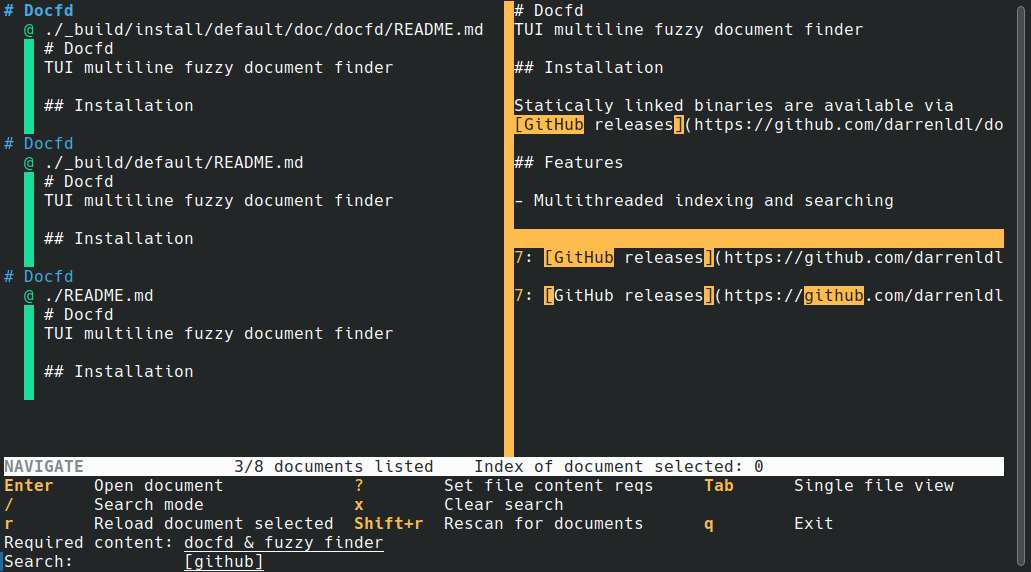 # Docfd
@ ./_build/install/default/doc/docfd/README.md
# Docfd
TUI multiline fuzzy document finder
## Installation
# Docfd
@ ./_build/default/README.md
# Docfd
TUI multiline fuzzy document finder
## Installation
# Docfd
@ ./README.md
# Docfd
TUI multiline fuzzy document finder
## Installation
# Docfd
TUI multiline fuzzy document finder
## Installation
Statically linked binaries are available via
[GitHub releases](https://github.com/darrenldl/do
## Features
- Multithreaded indexing and searching
7: [GitHub releases](https://github.com/darrenldl
7: [GitHub releases](https://github.com/darrenldl
NAVIGATE 3/8 documents listed Index of document selected: 0
Enter Open document ? Set file content reqs Tab Single file view
/ Search mode x Clear search
r Reload document selected Shift+r Rescan for documents q Exit
Required content: docfd & fuzzy finder
Search: [github]